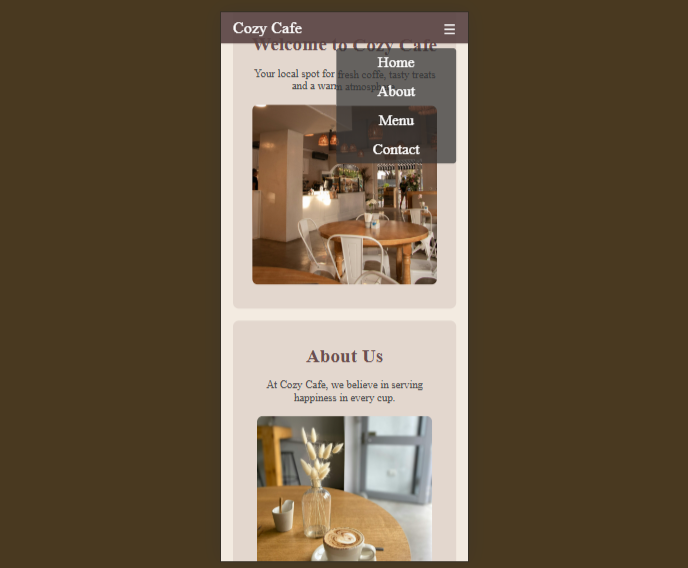 Cozy Cafe
☰
Welcome to Cozy Cafe
Home
Your local spot for fresh coffe, tasty treats
and a warm atmosph
About
Menu
Contact
About Us
At Cozy Cafe, we believe in serving
happiness in every cup.